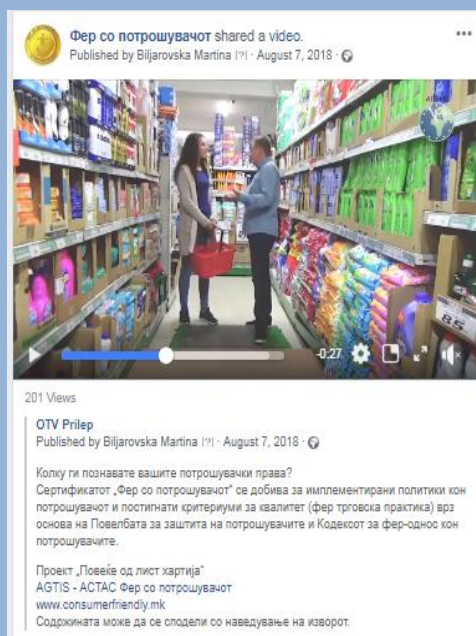 Фер со потрошувачот shared a video.
Published by Biljarovska Martina [?] · August 7, 2018 ·
85
-0:27
201 Views
OTV Prilep
Published by Biljarovska Martina [?] · August 7, 2018 ·
Колку ги познавате вашите потрошувачки права?
Сертификатот „Фер со потрошувачот" се добива за имплементирани политики кон
потрошувачот и постигнати критериуми за квалитет (фер трговска практика) врз
основа на Повелбата за заштита на потрошувачите и Кодексот за фер-однос кон
потрошувачите.
Проект „Повеќе од лист хартија"
AGTIS - АСТАС Фер со потрошувачот
www.consumerfriendly.mk
Содржината може да се сподели со наведување на изворот.